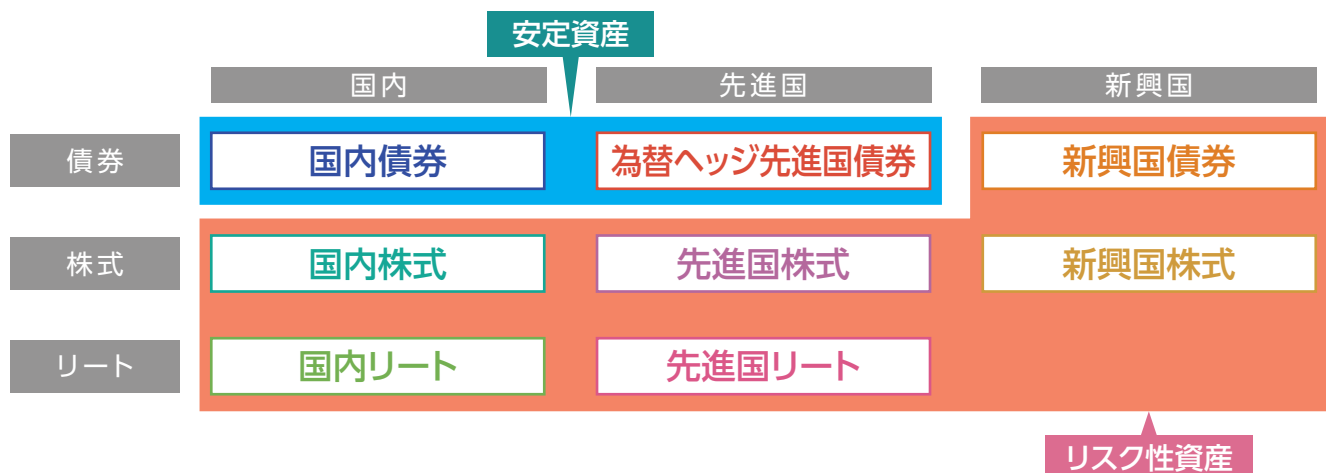 安定資産
国内
先進国
新興国
債券
国内債券
為替ヘッジ先進国債券
新興国債券
株式
国内株式
先進国株式
新興国株式
リート
国内リート
先進国リート
リスク性資産